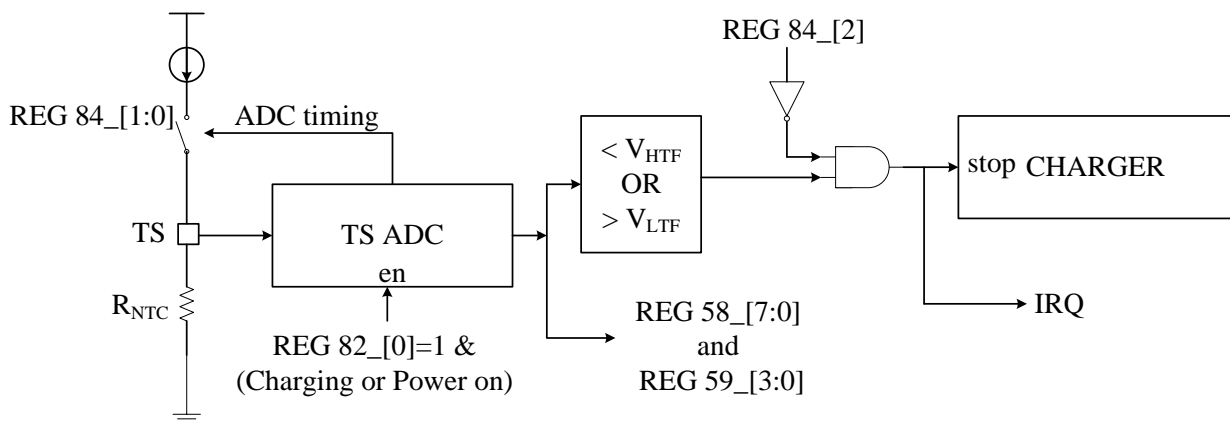 REG 84_[2]
REG 84_[1:0]
ADC timing
< VHTF
OR
> VLTF
stop CHARGER
TS
TS ADC
en
RNTC
REG 82_[0]=1 &
(Charging or Power on)
REG 58_[7:0]
and
REG 59_[3:0]
IRQ